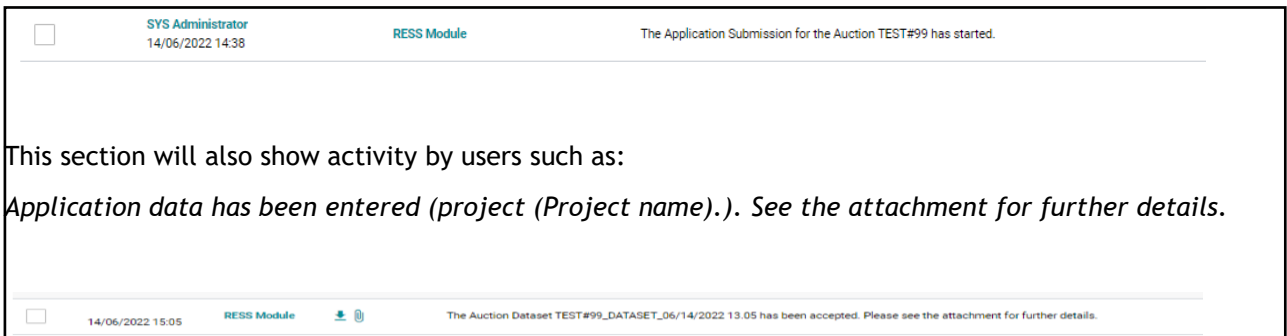 SYS Administrator
14/06/2022 14:38 RESS Module The Application Submission for the Auction TEST#99 has started.
This section will also show activity by users such as:
Application data has been entered (project (Project name).). See the attachment for further details.
14/06/2022 15:05 RESS Module The Auction Dataset TEST#99_DATASET_06/14/2022 13.05 has been accepted. Please see the attachment for further details.